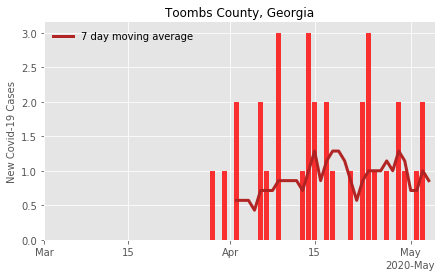 Toombs County, Georgia
7 day moving average
New Covid-19 Cases
3.0
2.5
2.0
1.5
1.0
0.5
0.0
Mar 15 Apr 15 May
2020-May